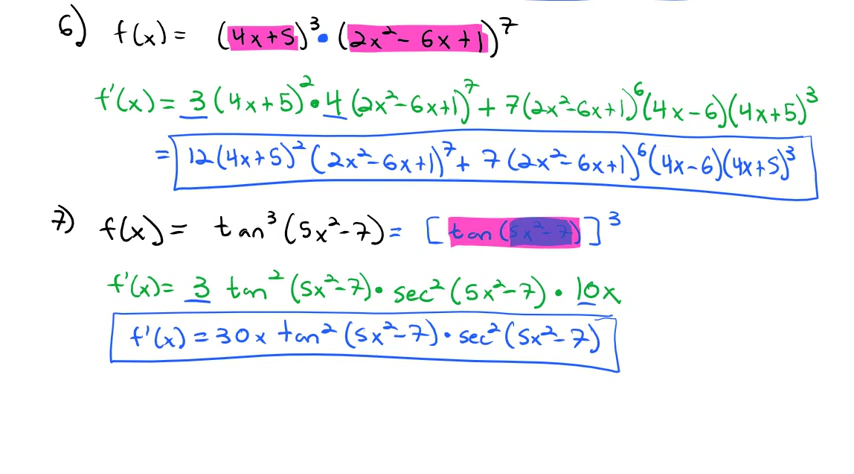 6) f(x) = (4x+5)³ • (2x²-6x+1)⁷
f'(x) = 3(4x+5)² • 4(2x²-6x+1)⁷ + 7(2x²-6x+1)⁶(4x-6)(4x+5)³
= 12(4x+5)²(2x²-6x+1)⁷ + 7(2x²-6x+1)⁶(4x-6)(4x+5)³
7) f(x) = tan³(5x²-7) = [tan(5x²-7)]³
f'(x) = 3 tan²(5x²-7) • sec²(5x²-7) • 10x
f'(x) = 30x tan²(5x²-7) • sec²(5x²-7)